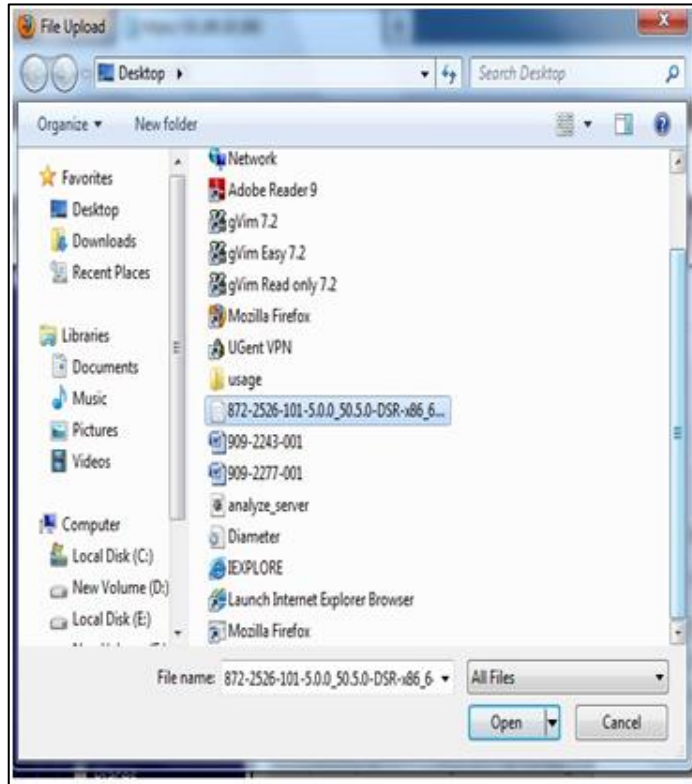 File Upload
Desktop
Search Desktop
Organize
New folder
Favorites
Desktop
Downloads
Recent Places
Libraries
Documents
Music
Pictures
Videos
Computer
Local Disk (C:)
New Volume (D:)
Local Disk (E:)
Network
Adobe Reader 9
gVim 7.2
gVim Easy 7.2
gVim Read only 7.2
Mozilla Firefox
UGent VPN
usage
872-2526-101-5.0.0_50.5.0-DSR-x86_6...
909-2243-001
909-2277-001
analyze_server
Diameter
IEXPLORE
Launch Internet Explorer Browser
Mozilla Firefox
File name: 872-2526-101-5.0.0_50.5.0-DSR-x86_6
All Files
Open
Cancel